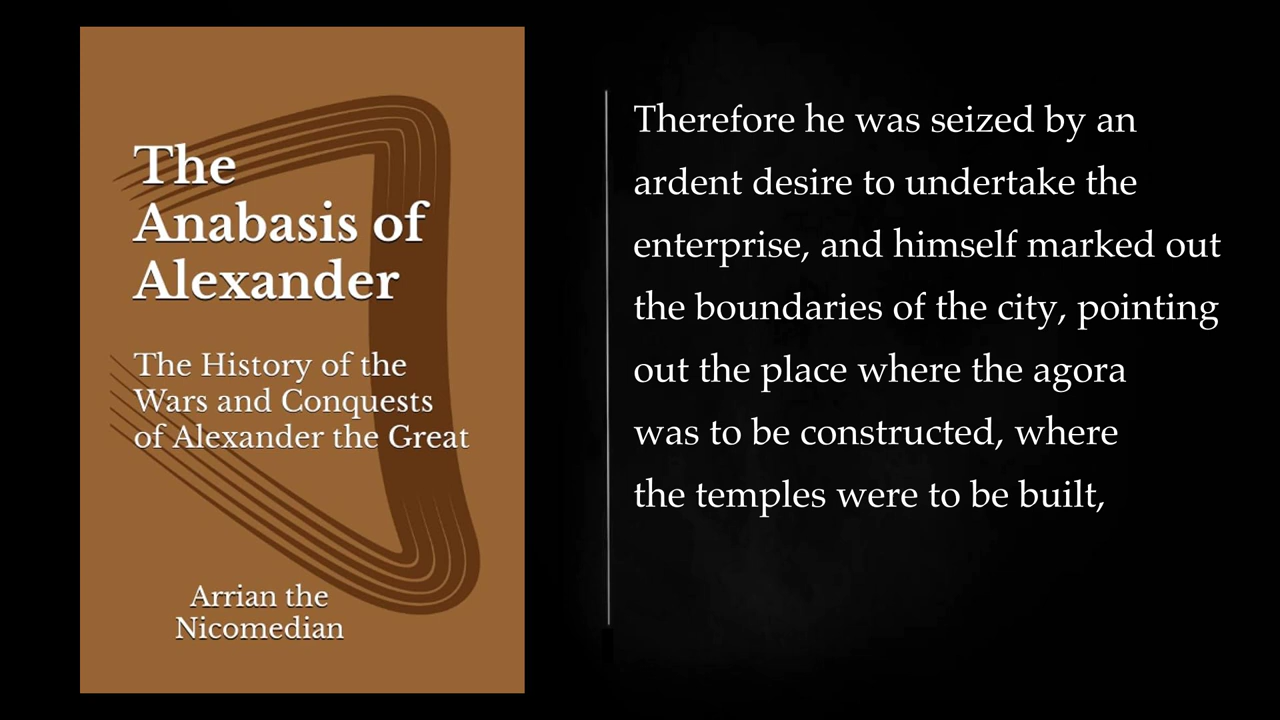 The
Anabasis of
Alexander
The History of the
Wars and Conquests
of Alexander the Great
Arrian the
Nicomedian
Therefore he was seized by an
ardent desire to undertake the
enterprise, and himself marked out
the boundaries of the city, pointing
out the place where the agora
was to be constructed, where
the temples were to be built,